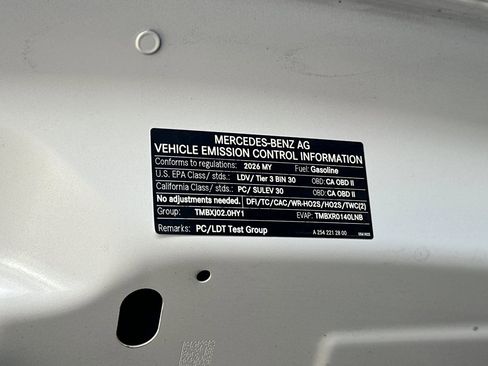 MERCEDES-BENZ AG
VEHICLE EMISSION CONTROL INFORMATION
Conforms to regulations: 2026 MY Fuel: Gasoline
U.S. EPA Class/ stds.: LDV/ Tier 3 BIN 30 OBD: CA OBD II
California Class/ stds.: PC/ SULEV 30 OBD: CA OBD II
No adjustments needed. DFI/TC/CAC/WR-HO2S/HO2S/TWC(2)
Group: TMBXJ02.0HY1 EVAP: TMBXR0140LNB
Remarks: PC/LDT Test Group A 254 221 28 00